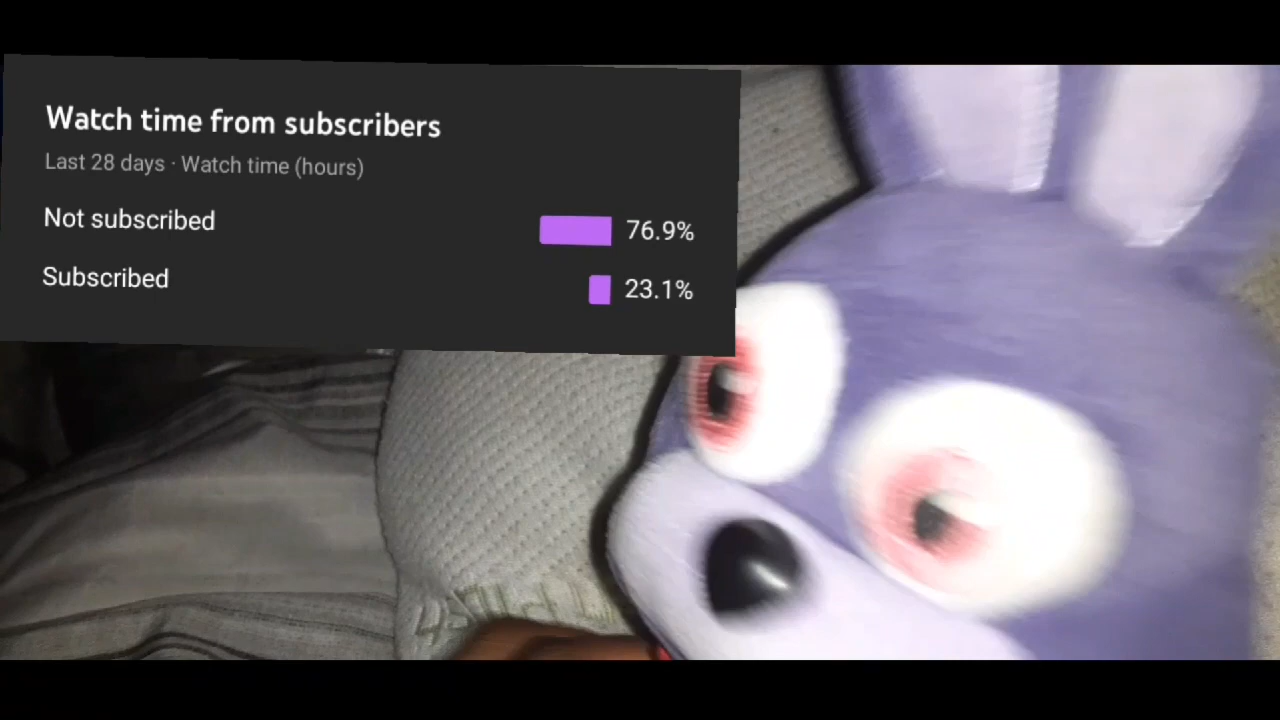 Watch time from subscribers
Last 28 days · Watch time (hours)
Not subscribed 76.9%
Subscribed 23.1%